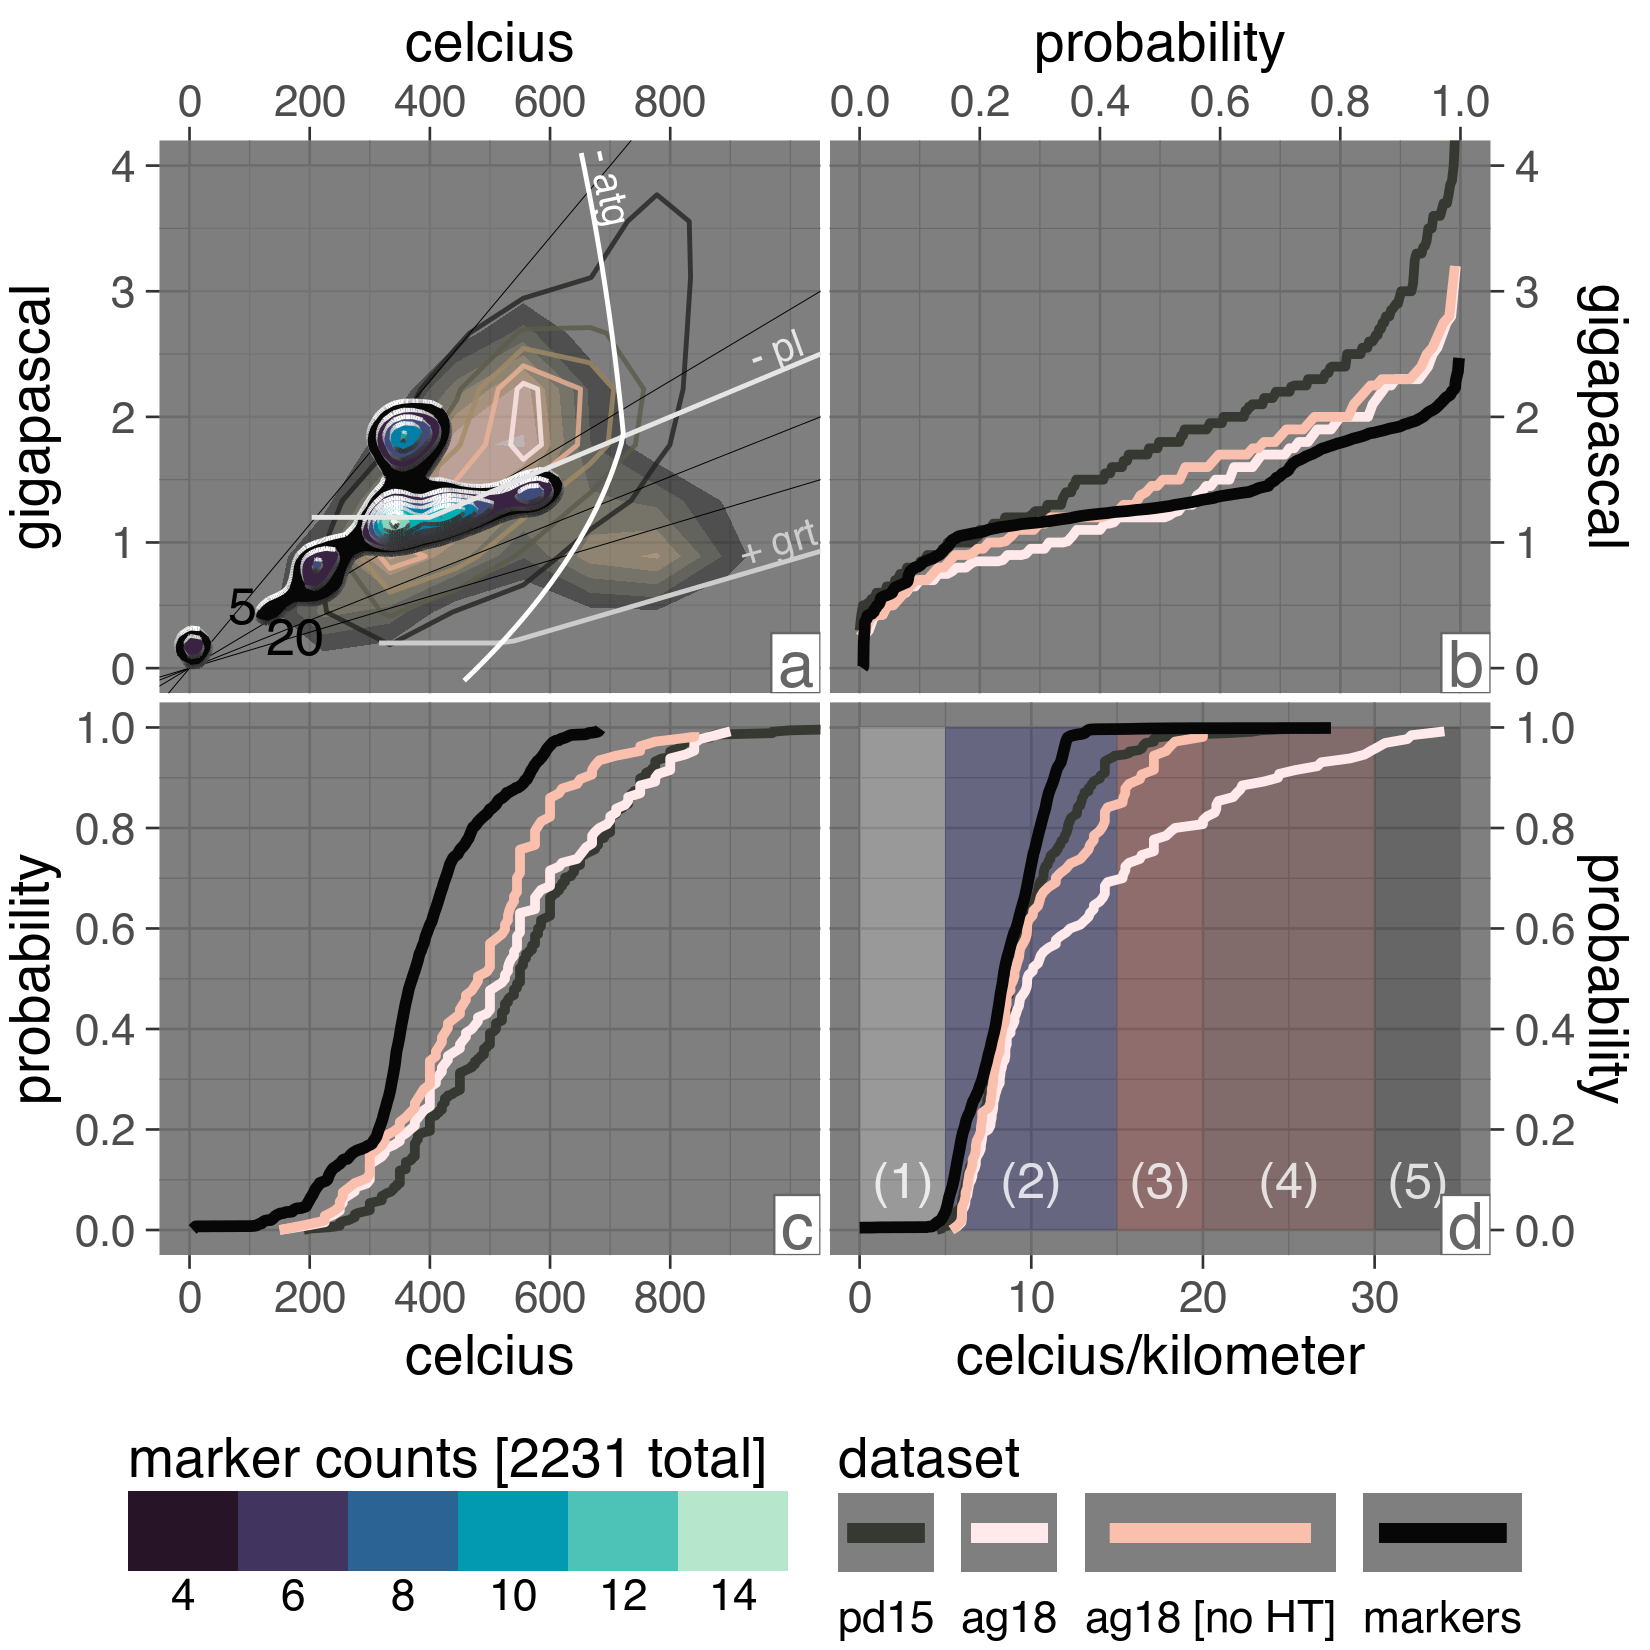 celcius
probability
0 200 400 600 800
0.0 0.2 0.4 0.6 0.8 1.0
gigapascal
4
3
2
1
0
- atg
- pl
+ grt
5
20
a
b
4
3
2
1
0
gigapascal
probability
1.0
0.8
0.6
0.4
0.2
0.0
c
(1) (2) (3) (4) (5)
d
1.0
0.8
0.6
0.4
0.2
0.0
probability
0 200 400 600 800
0 10 20 30
celcius
celcius/kilometer
marker counts [2231 total]
4 6 8 10 12 14
dataset
pd15 ag18 ag18 [no HT] markers